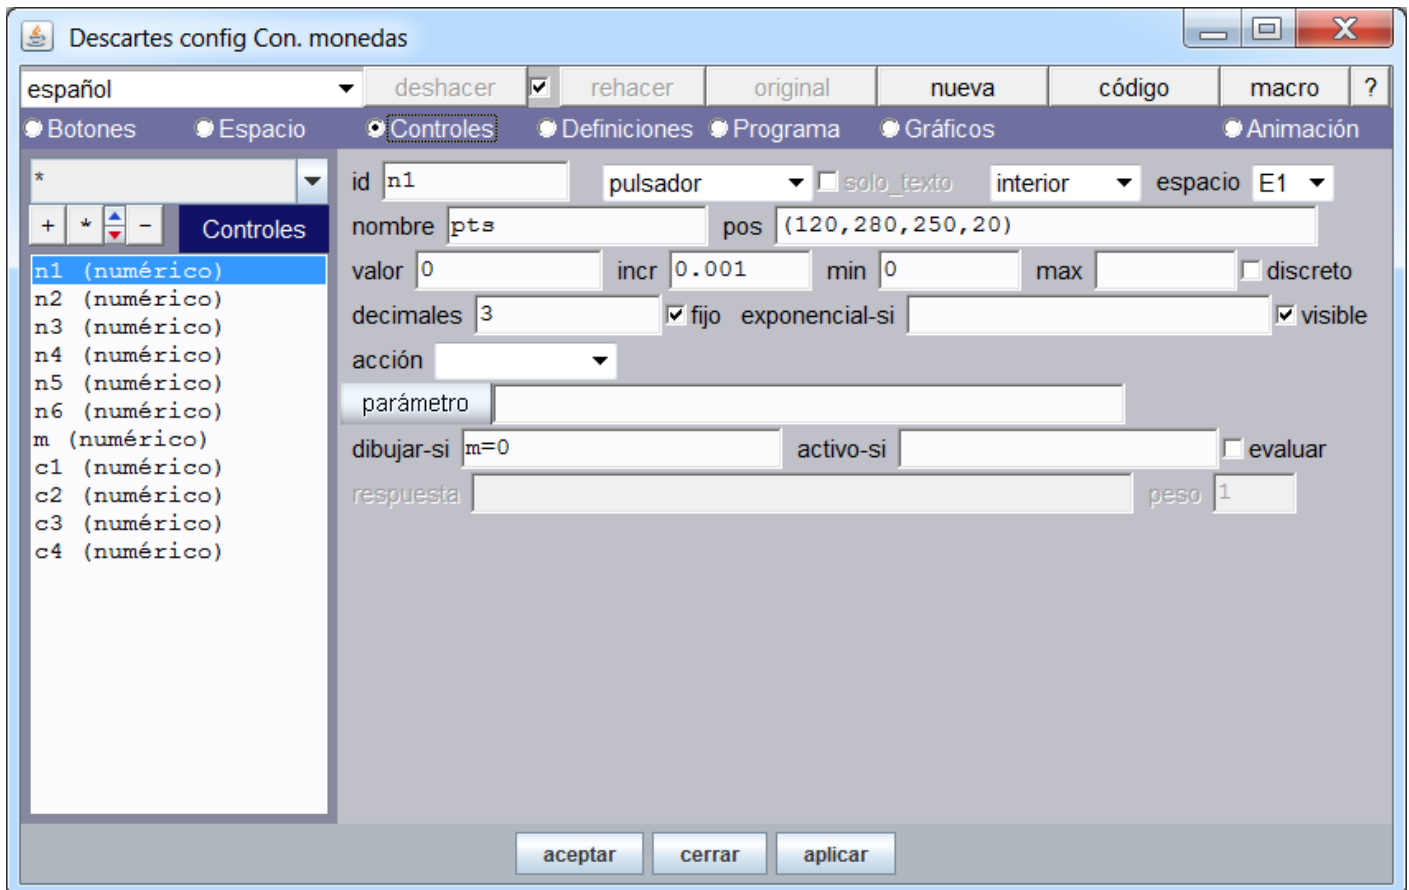 Descartes config Con. monedas
español deshacer rehacer original nueva código macro ?
Botones Espacio Controles Definiciones Programa Gráficos Animación
* id n1 pulsador solo_texto interior espacio E1
+ * - Controles nombre pts pos (120,280,250,20)
n1 (numérico) valor 0 incr 0.001 min 0 max discreto
n2 (numérico)
n3 (numérico) decimales 3 fijo exponencial-si visible
n4 (numérico) acción
n5 (numérico)
n6 (numérico) parámetro
m (numérico) dibujar-si m=0 activo-si evaluar
c1 (numérico)
c2 (numérico) respuesta peso 1
c3 (numérico)
c4 (numérico)
aceptar cerrar aplicar